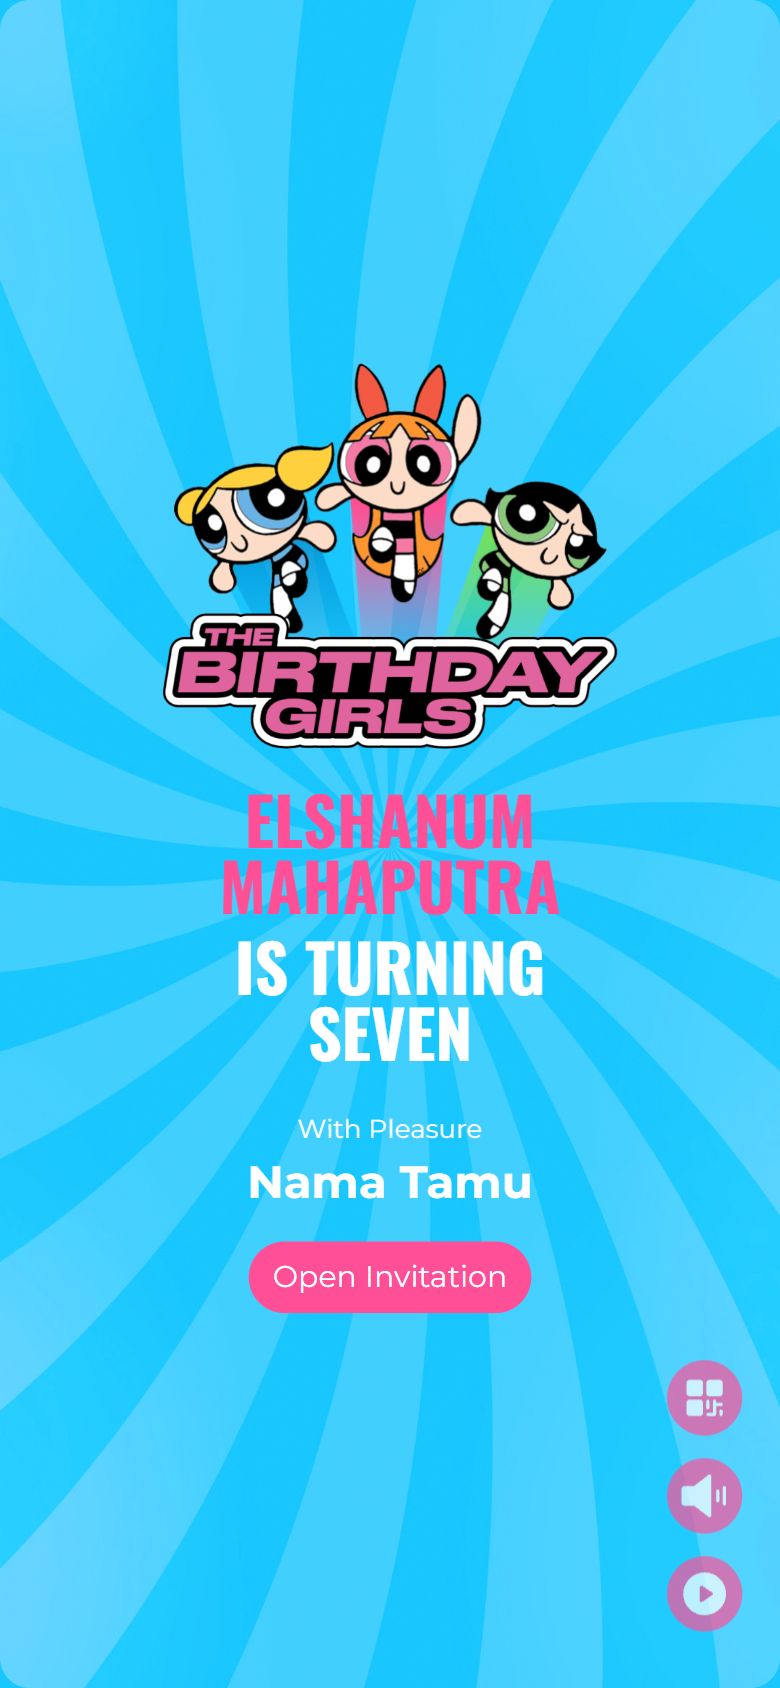 THE
BIRTHDAY
GIRLS
ELSHANUM
MAHAPUTRA
IS TURNING
SEVEN
With Pleasure
Nama Tamu
Open Invitation